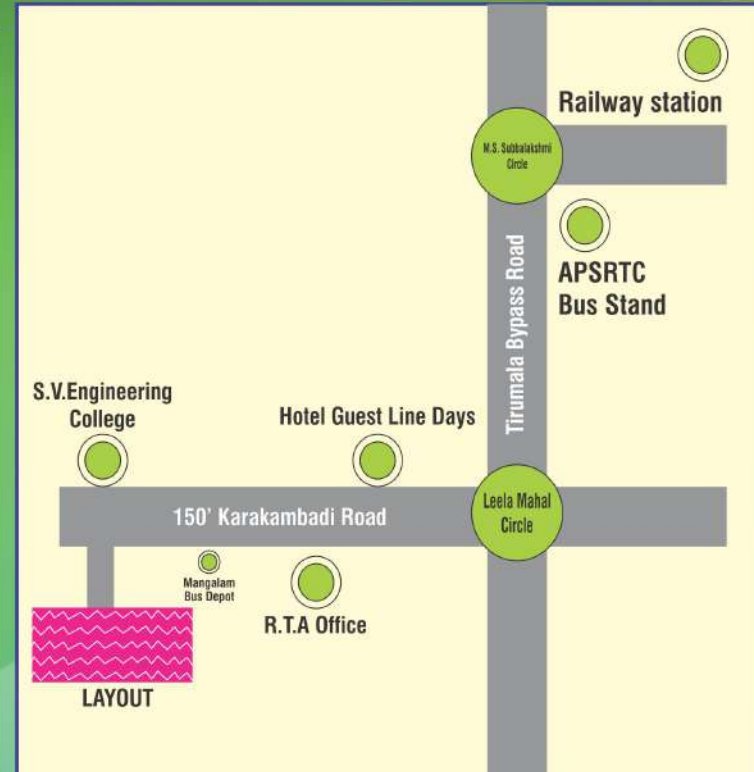 Railway station
M.S. Subbalakshmi
Circle
APSRTC
Bus Stand
Tirumala Bypass Road
S.V.Engineering
College
Hotel Guest Line Days
Leela Mahal
Circle
150' Karakambadi Road
Mangalam
Bus Depot
R.T.A Office
LAYOUT